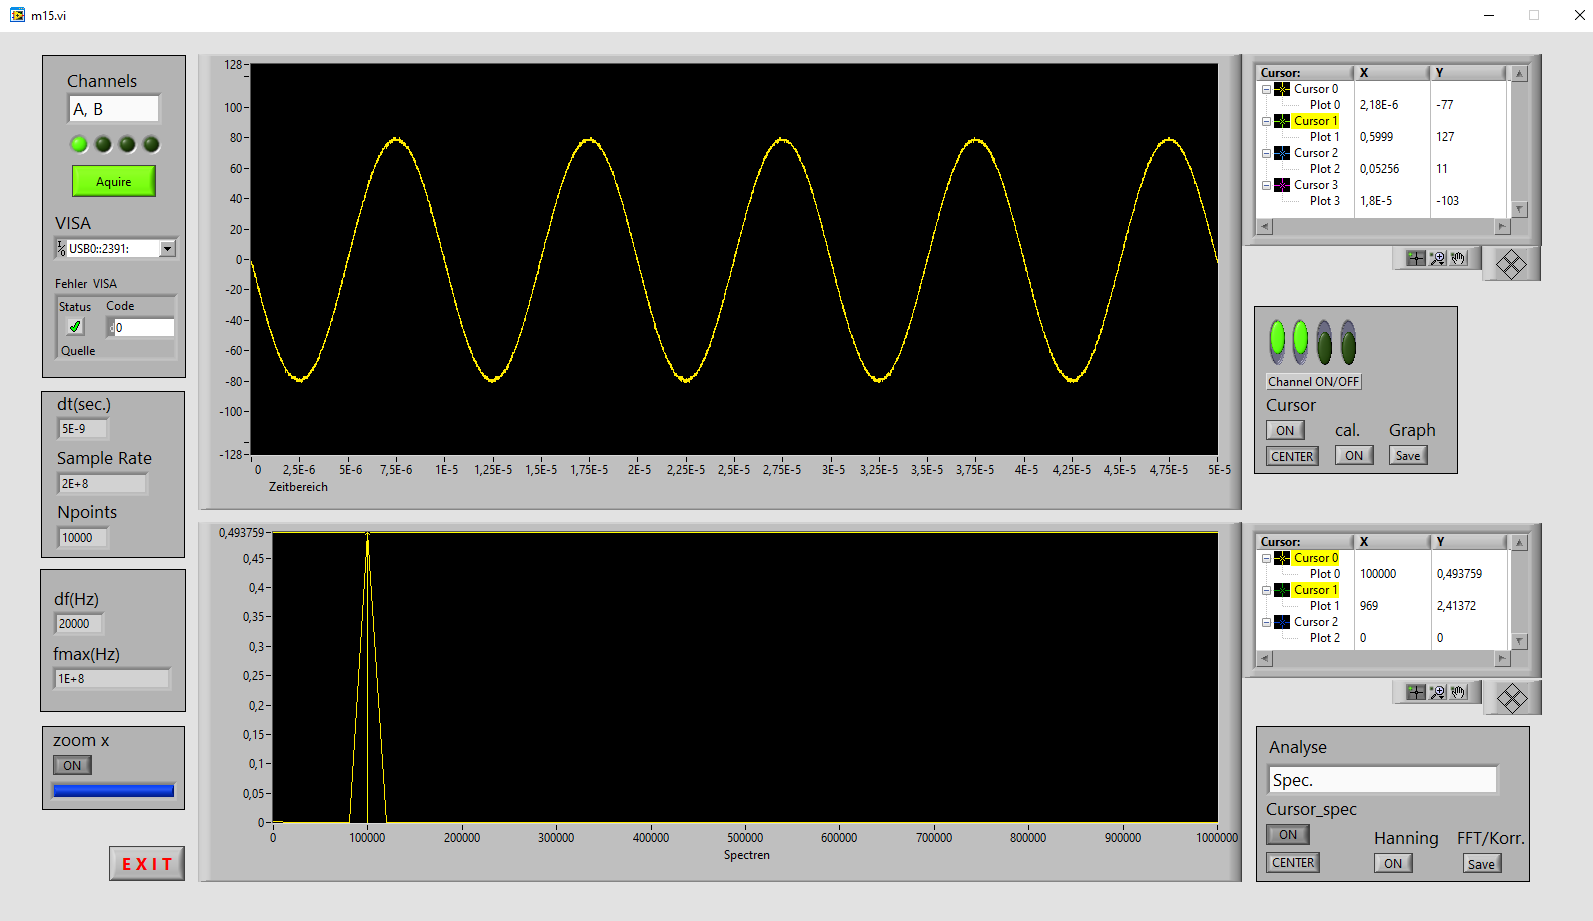 m15.vi
Channels
A, B
Aquire
VISA
USB0::2391:
Fehler VISA
Status Code
0
Quelle
dt(sec.)
5E-9
Sample Rate
2E+8
Npoints
10000
df(Hz)
20000
fmax(Hz)
1E+8
zoom x
ON
EXIT
128
100
80
60
40
20
0
-20
-40
-60
-80
-100
-128
0 2,5E-6 5E-6 7,5E-6 1E-5 1,25E-5 1,5E-5 1,75E-5 2E-5 2,25E-5 2,5E-5 2,75E-5 3E-5 3,25E-5 3,5E-5 3,75E-5 4E-5 4,25E-5 4,5E-5 4,75E-5 5E-5
Zeitbereich
0,493759
0,45
0,4
0,35
0,3
0,25
0,2
0,15
0,1
0,05
0
0 100000 200000 300000 400000 500000 600000 700000 800000 900000 1000000
Spectren
Cursor: X Y
Cursor 0
Plot 0 2,18E-6 -77
Cursor 1
Plot 1 0,5999 127
Cursor 2
Plot 2 0,05256 11
Cursor 3
Plot 3 1,8E-5 -103
Channel ON/OFF
Cursor
ON cal. Graph
CENTER ON Save
Cursor: X Y
Cursor 0
Plot 0 100000 0,493759
Cursor 1
Plot 1 969 2,41372
Cursor 2
Plot 2 0 0
Analyse
Spec.
Cursor_spec
ON Hanning FFT/Korr.
CENTER ON Save